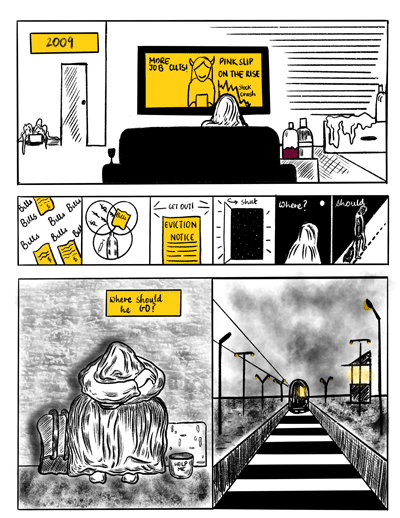 2009
MORE
JOB CUTS!
PINK SLIP
ON THE RISE
Stock
Crash
Bills
Bills
Bills
Bills
Bills
Bills
Bills
Bills
GET OUT!
EVICTION
NOTICE
Shut
Where?
Should
Where should
he GO?
HELP
ME